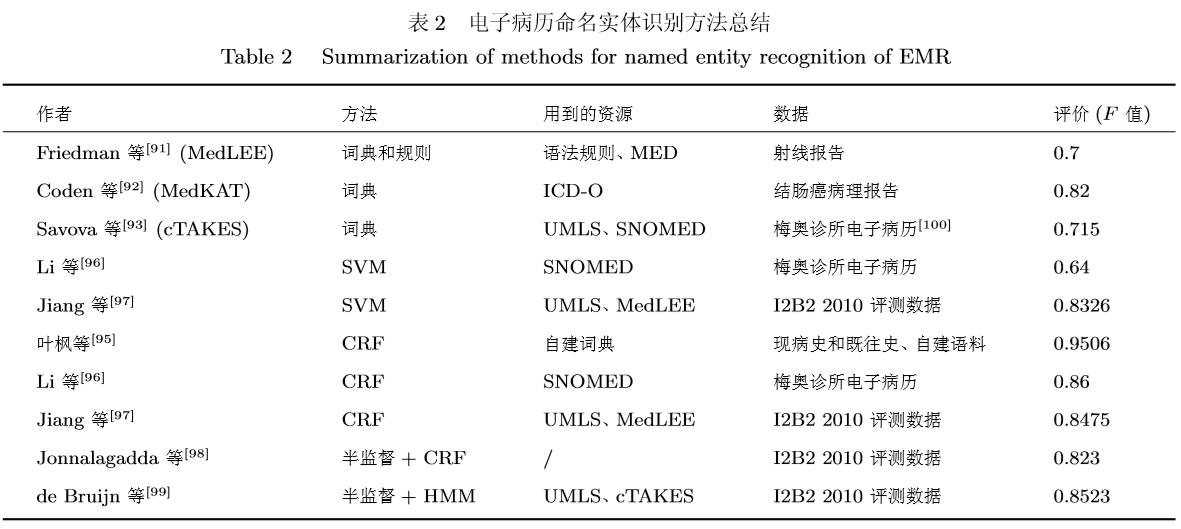 表 2 电子病历命名实体识别方法总结
Table 2 Summarization of methods for named entity recognition of EMR
作者 方法 用到的资源 数据 评价 (F 值)
Friedman 等[91] (MedLEE) 词典和规则 语法规则、MED 射线报告 0.7
Coden 等[92] (MedKAT) 词典 ICD-O 结肠癌病理报告 0.82
Savova 等[93] (cTAKES) 词典 UMLS、SNOMED 梅奥诊所电子病历[100] 0.715
Li 等[96] SVM SNOMED 梅奥诊所电子病历 0.64
Jiang 等[97] SVM UMLS、MedLEE I2B2 2010 评测数据 0.8326
叶枫等[95] CRF 自建词典 现病史和既往史、自建语料 0.9506
Li 等[96] CRF SNOMED 梅奥诊所电子病历 0.86
Jiang 等[97] CRF UMLS、MedLEE I2B2 2010 评测数据 0.8475
Jonnalagadda 等[98] 半监督 + CRF / I2B2 2010 评测数据 0.823
de Bruijn 等[99] 半监督 + HMM UMLS、cTAKES I2B2 2010 评测数据 0.8523